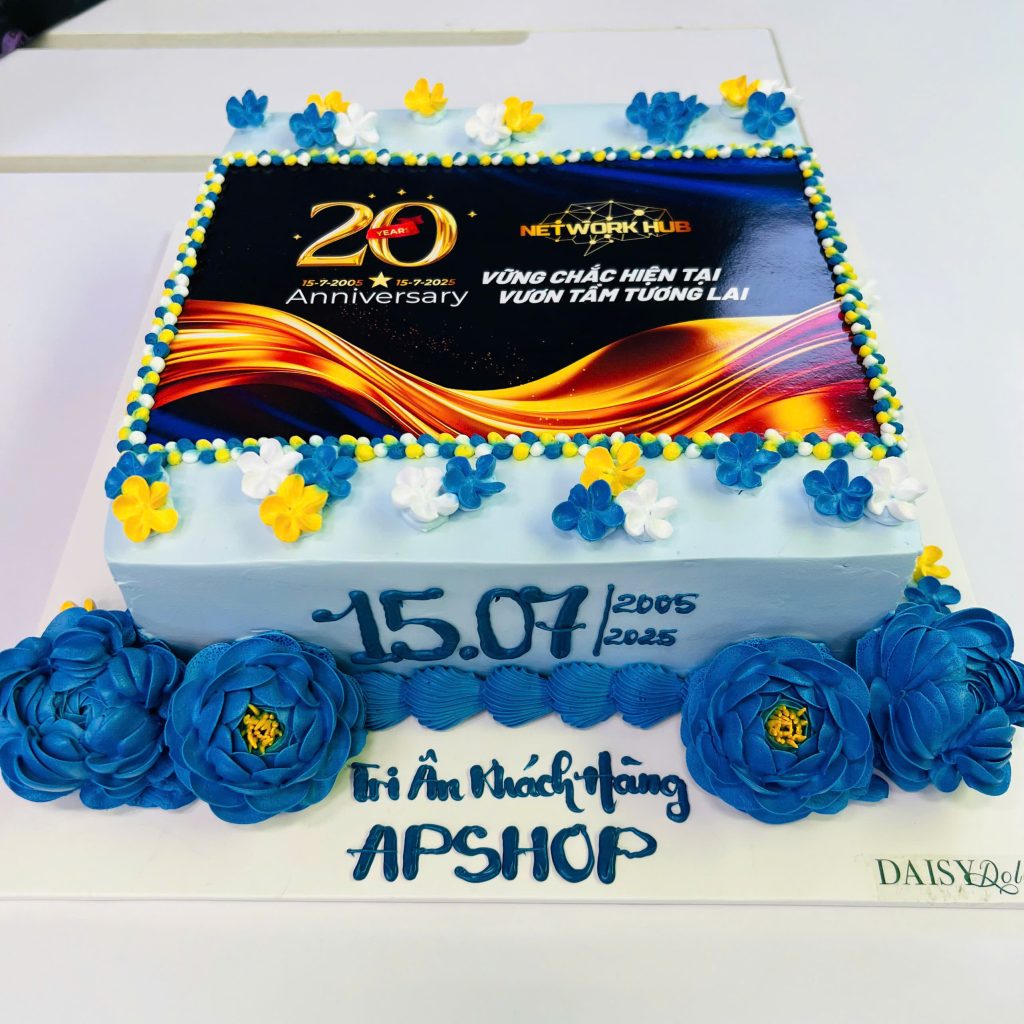 20
YEARS
15-7-2005 15-7-2025
Anniversary
NETWORK HUB
VỮNG CHẮC HIỆN TẠI
VƯƠN TẦM TƯƠNG LAI
15.07
2005
2025
Tri Ân Khách Hàng
APSHOP
DAISY